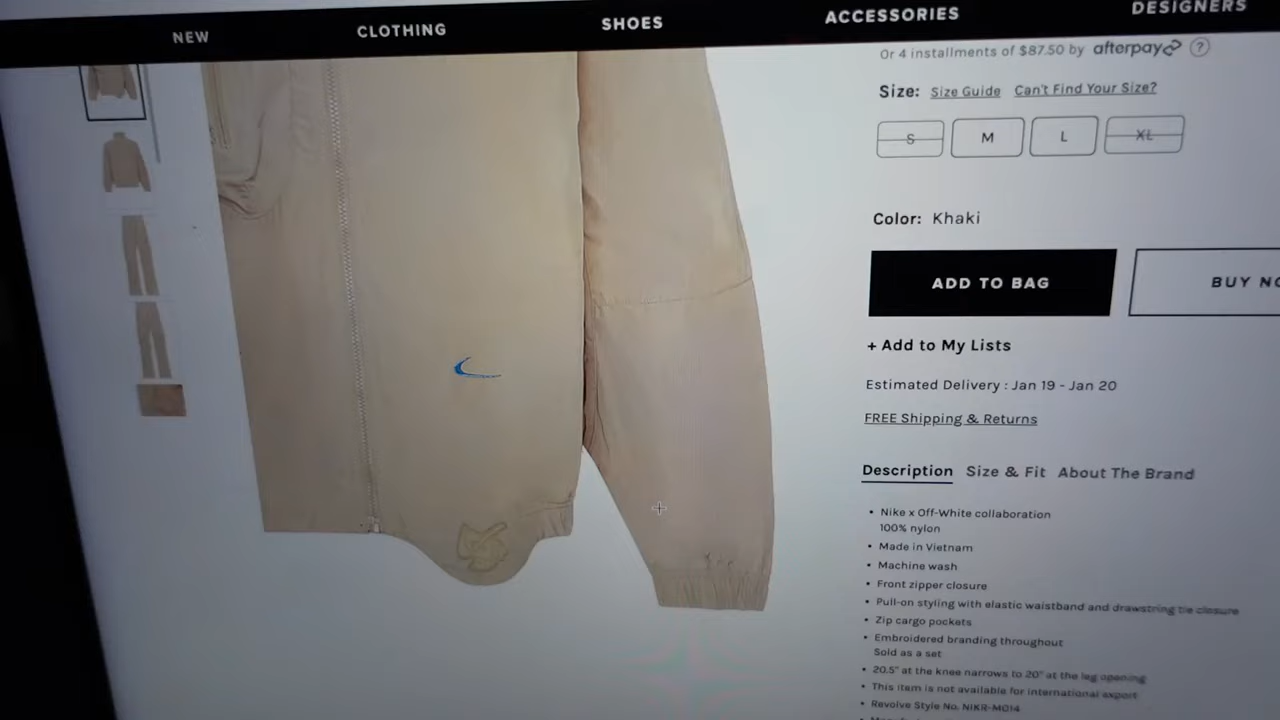 NEW CLOTHING SHOES ACCESSORIES DESIGNERS
Or 4 installments of $87.50 by afterpay ?
Size: Size Guide Can't Find Your Size?
S M L XL
Color: Khaki
ADD TO BAG
BUY NO
+ Add to My Lists
Estimated Delivery : Jan 19 - Jan 20
FREE Shipping & Returns
Description Size & Fit About The Brand
• Nike x Off-White collaboration
100% nylon
• Made in Vietnam
• Machine wash
• Front zipper closure
• Pull-on styling with elastic waistband and drawstring tie closure
• Zip cargo pockets
• Embroidered branding throughout
Sold as a set
• 20.5" at the knee narrows to 20" at the leg opening
• This item is not available for international export
• Revolve Style No. NIKR-MO14